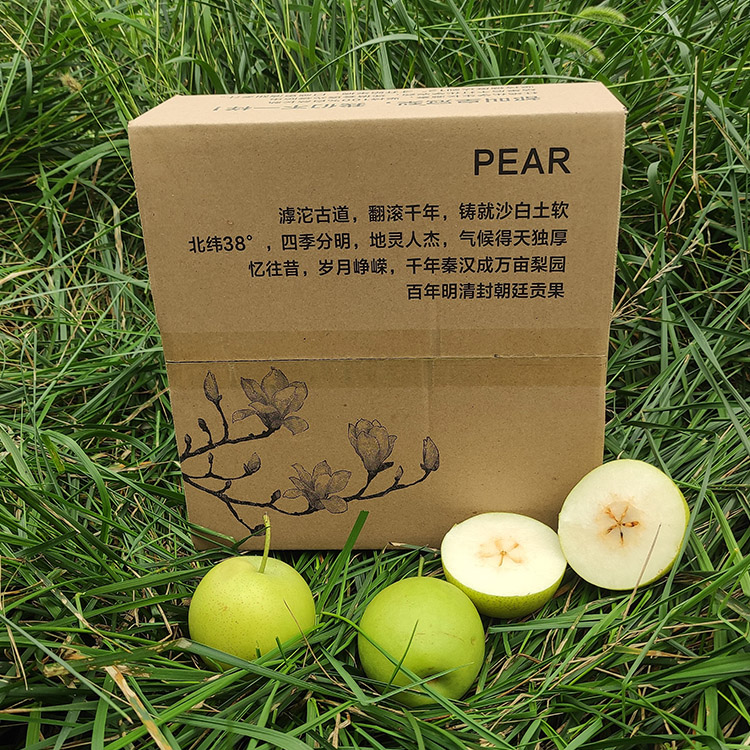 PEAR
滹沱古道，翻滚千年，铸就沙白土软
北纬38°，四季分明，地灵人杰，气候得天独厚
忆往昔，岁月峥嵘，千年秦汉成万亩梨园
百年明清封朝廷贡果